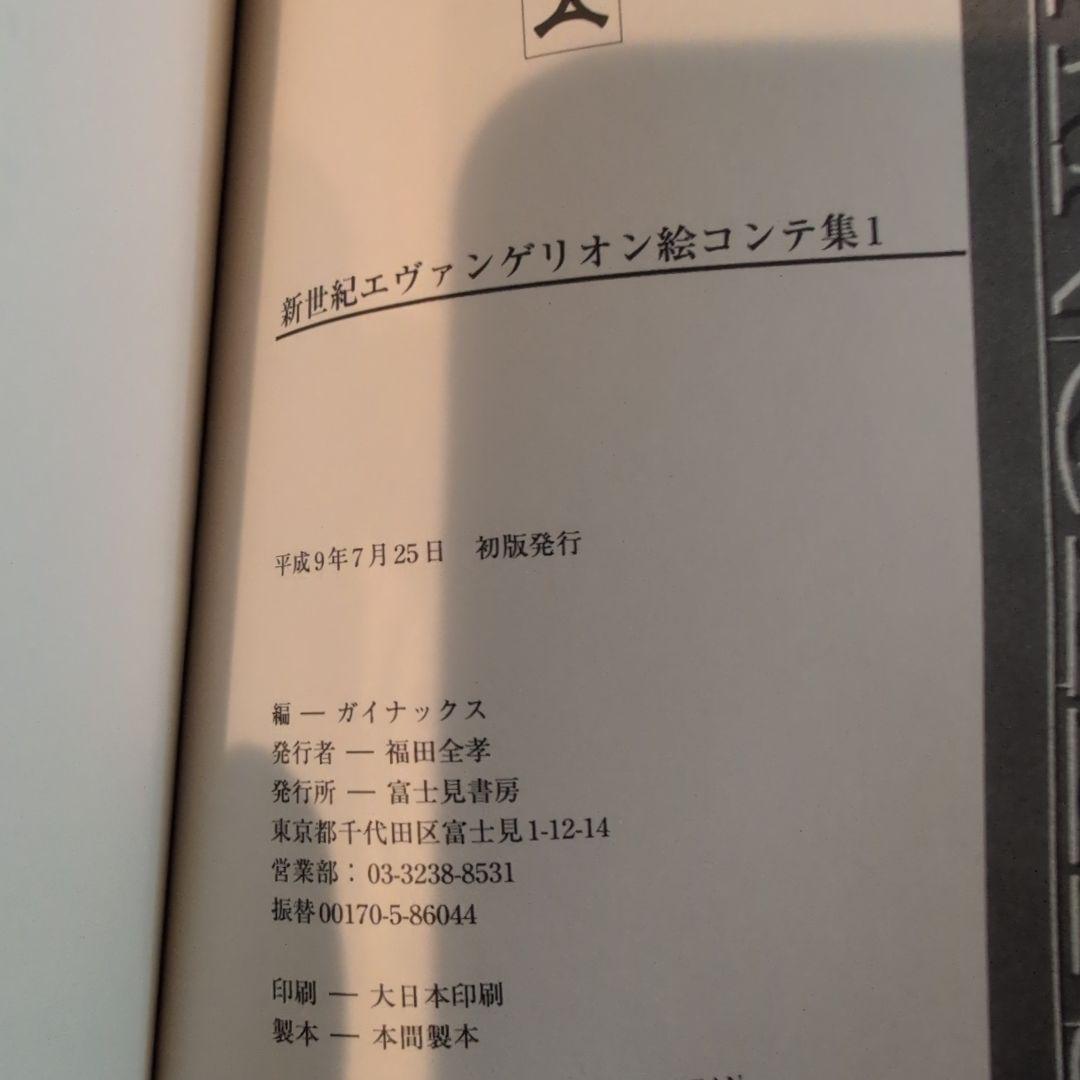 新世紀エヴァンゲリオン絵コンテ集1
平成9年7月25日 初版発行
編 — ガイナックス
発行者 — 福田全孝
発行所 — 富士見書房
東京都千代田区富士見1-12-14
営業部：03-3238-8531
振替00170-5-86044
印刷 — 大日本印刷
製本 — 本間製本